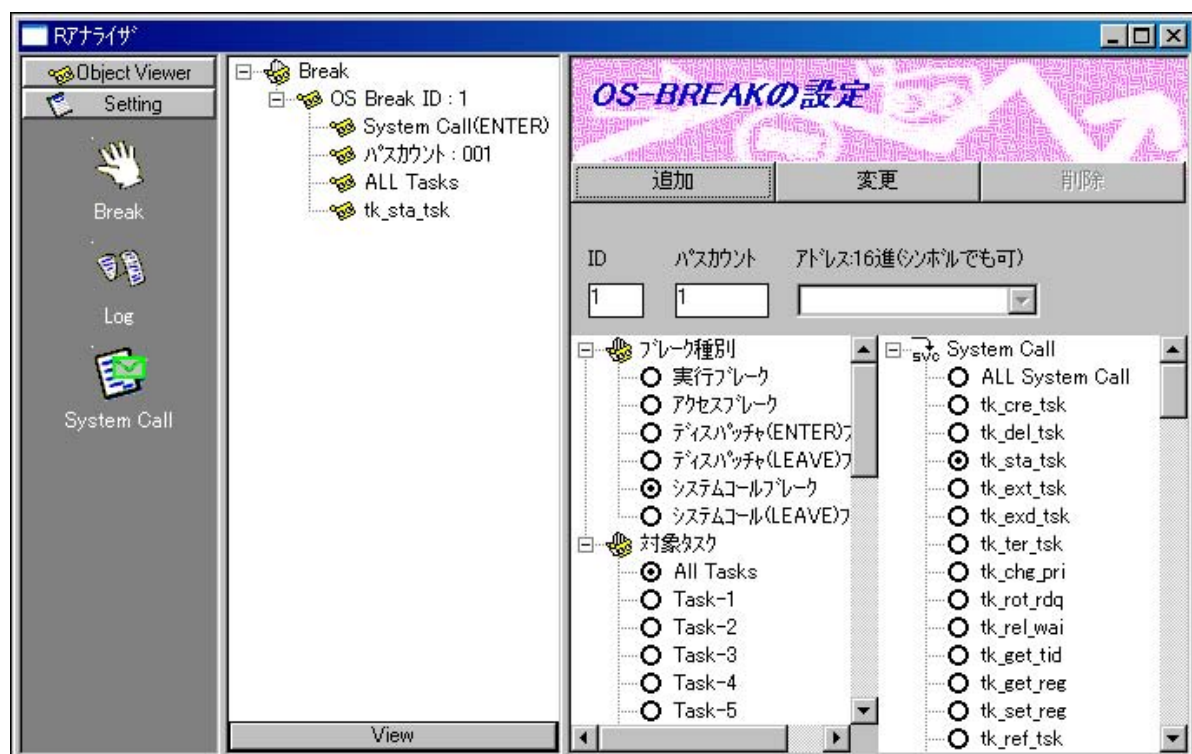 Rアナライザ
Object Viewer
Setting
Break
Log
System Call
Break
OS Break ID : 1
System Call(ENTER)
パスカウント : 001
ALL Tasks
tk_sta_tsk
View
OS-BREAKの設定
追加
変更
削除
ID
パスカウント
アドレス:16進(シンボルでも可)
1
1
ブレーク種別
実行ブレーク
アクセスブレーク
ディスパッチャ(ENTER)ブ
ディスパッチャ(LEAVE)ブ
システムコールブレーク
システムコール(LEAVE)ブ
対象タスク
All Tasks
Task-1
Task-2
Task-3
Task-4
Task-5
SVC System Call
ALL System Call
tk_cre_tsk
tk_del_tsk
tk_sta_tsk
tk_ext_tsk
tk_exd_tsk
tk_ter_tsk
tk_chg_pri
tk_rot_rdq
tk_rel_wai
tk_get_tid
tk_get_reg
tk_set_reg
tk_ref_tsk